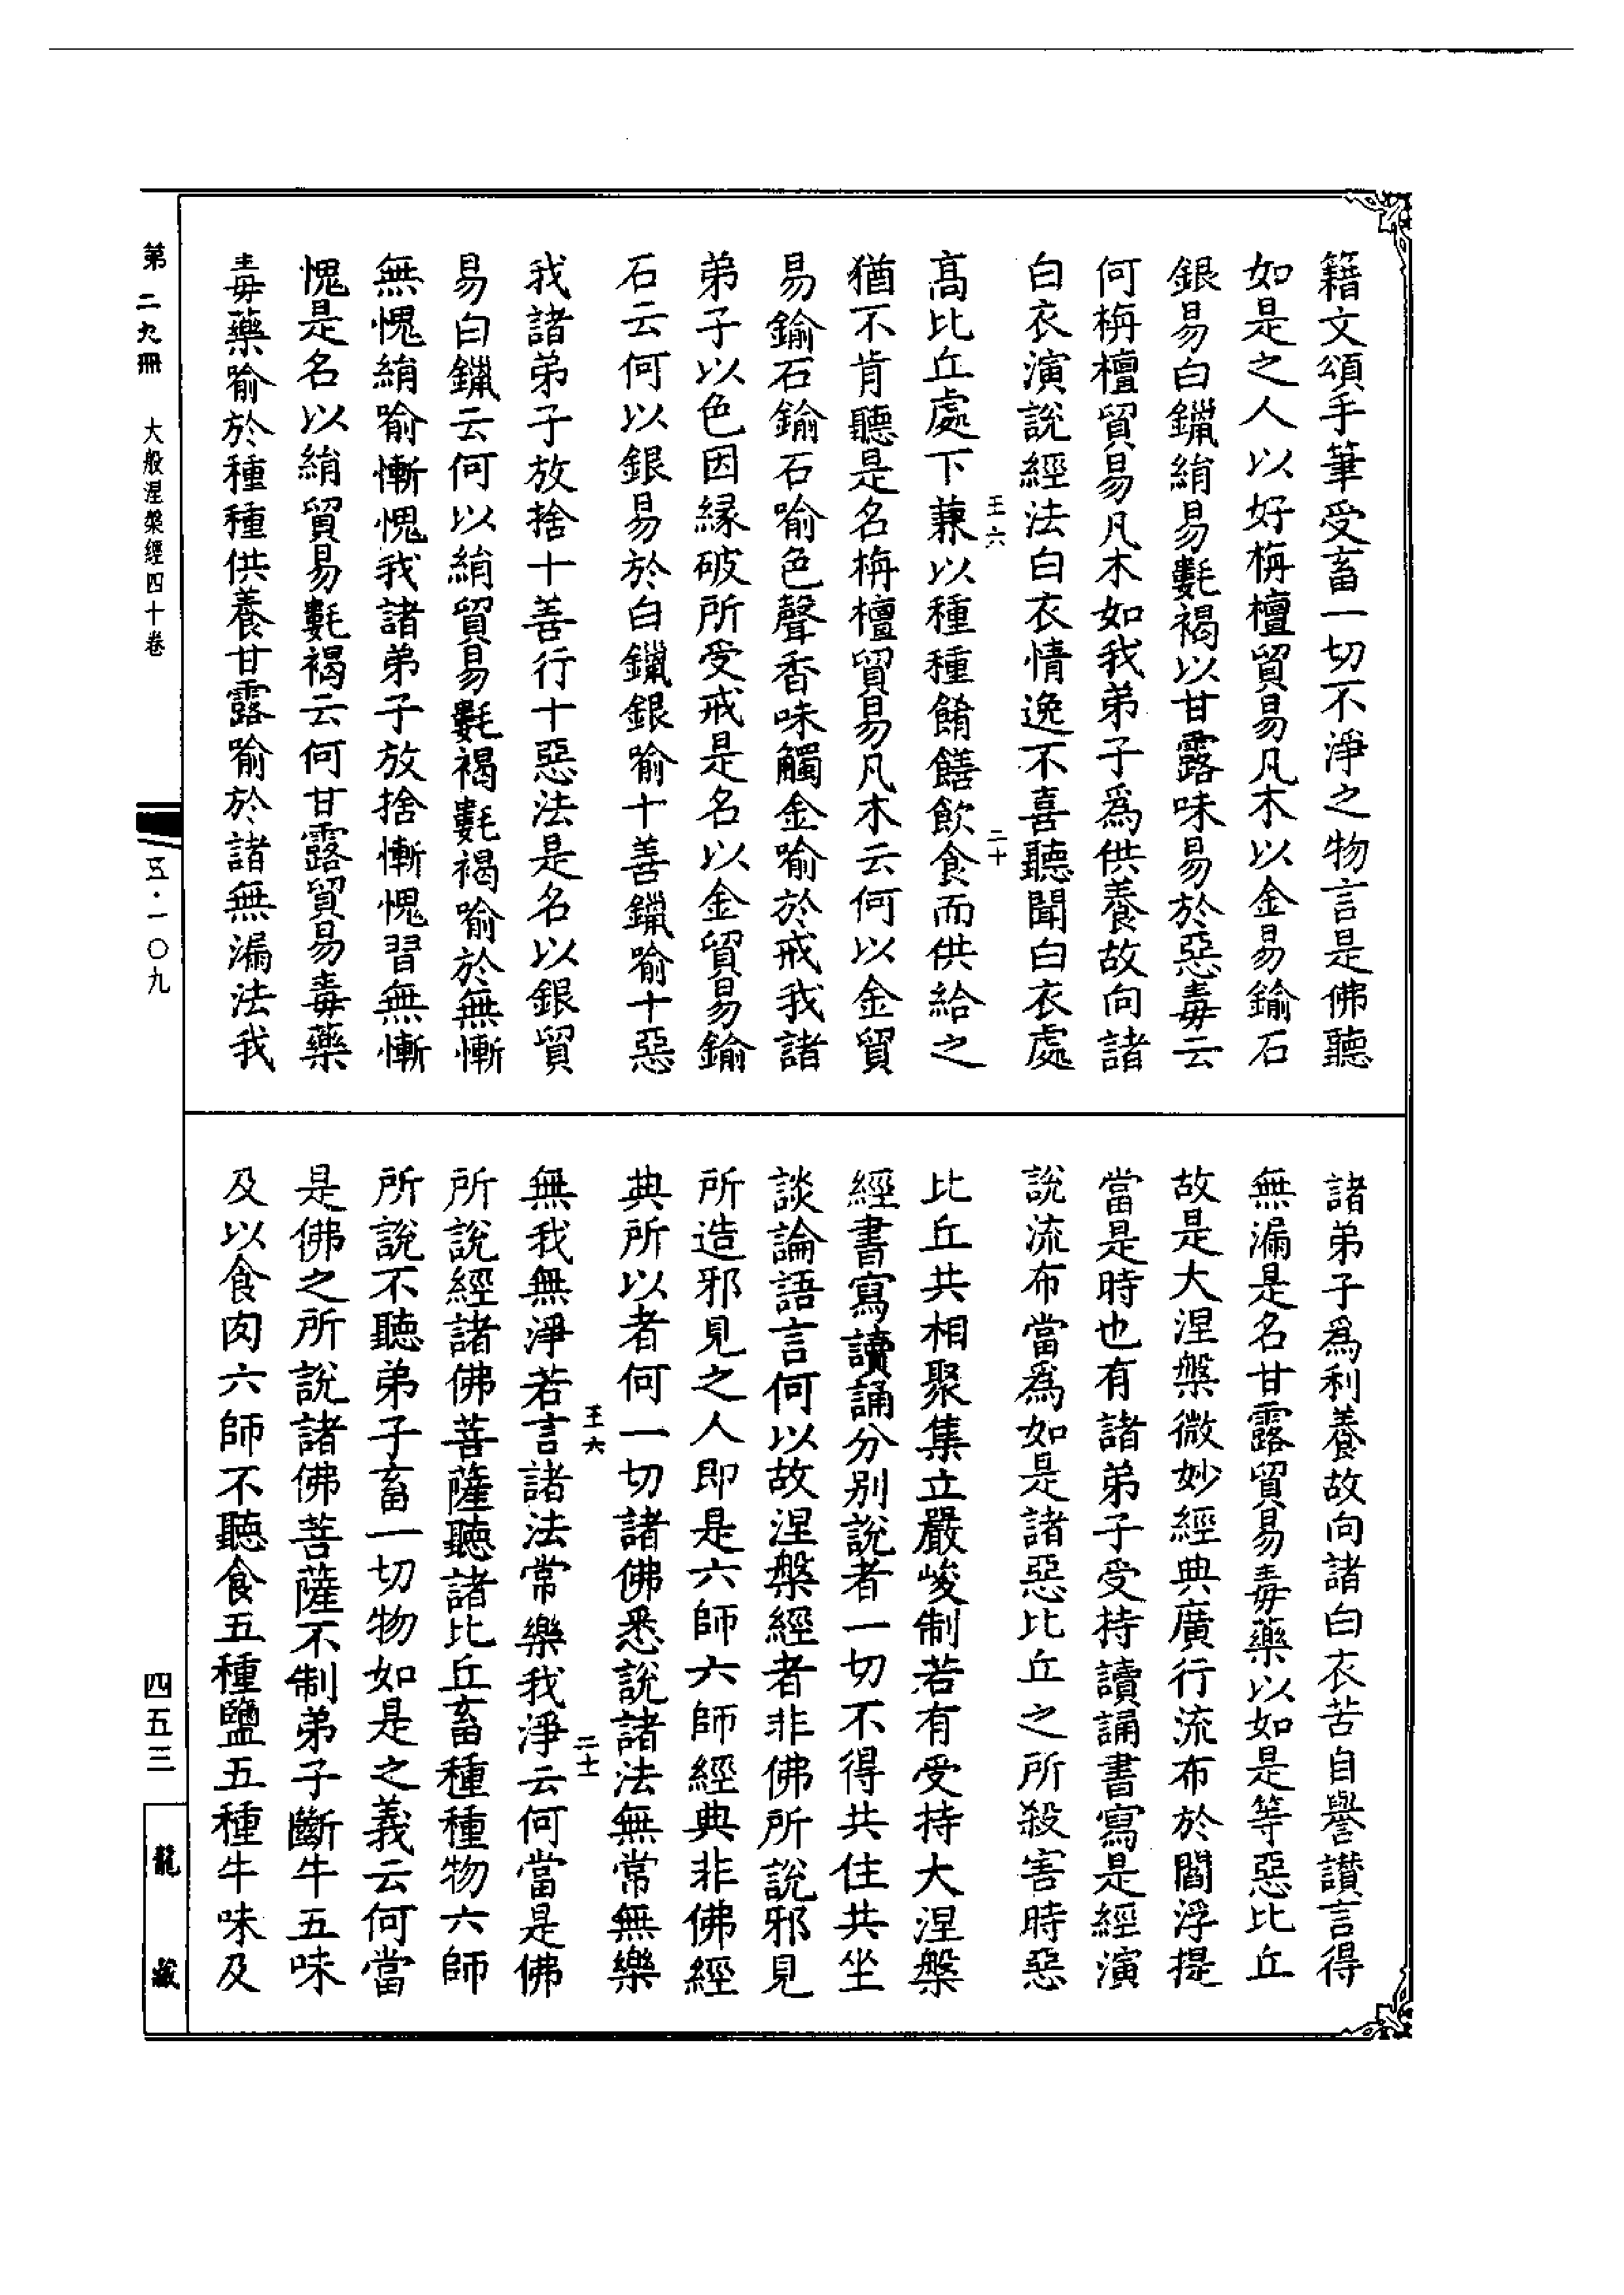 籍文頌手筆受畜一切不淨之物言是佛聽
如是之人以好栴檀貿易凡木以金易鍮石
銀易白鑞絹易氀褐以甘露味易於惡毒云
何栴檀貿易凡木如我弟子爲供養故向諸
白衣演說經法白衣情逸不喜聽聞白衣處
高比丘處下兼以種種餚饍飲食而供給之
王六
二十
猶不肯聽是名栴檀貿易凡木云何以金貿
易鍮石鍮石喻色聲香味觸金喻於戒我諸
弟子以色因緣破所受戒是名以金貿易鍮
石云何以銀易於白鑞銀喻十善鑞喻十惡
我諸弟子放捨十善行十惡法是名以銀貿
易白鑞云何以絹貿易氀褐氀褐喻於無慚
無愧絹喻慚愧我諸弟子放捨慚愧習無慚
愧是名以絹貿易氀褐云何甘露貿易毒藥
毒藥喻於種種供養甘露喻於諸無漏法我
諸弟子爲利養故向諸白衣苦自譽讃言得
無漏是名甘露貿易毒藥以如是等惡比丘
故是大涅槃微妙經典廣行流布於閻浮提
當是時也有諸弟子受持讀誦書寫是經演
說流布當爲如是諸惡比丘之所殺害時惡
比丘共相聚集立嚴峻制若有受持大涅槃
經書寫讀誦分別說者一切不得共住共坐
談論語言何以故涅槃經者非佛所說邪見
所造邪見之人即是六師六師經典非佛經
典所以者何一切諸佛悉說諸法無常無樂
王六
二十一
無我無淨若言諸法常樂我淨云何當是佛
所說經諸佛菩薩聽諸比丘畜種種物六師
所說不聽弟子畜一切物如是之義云何當
是佛之所說諸佛菩薩不制弟子斷牛五味
及以食肉六師不聽食五種鹽五種牛味及
第二九冊 大般涅槃經四十卷 五·一〇九 四五三
龍藏